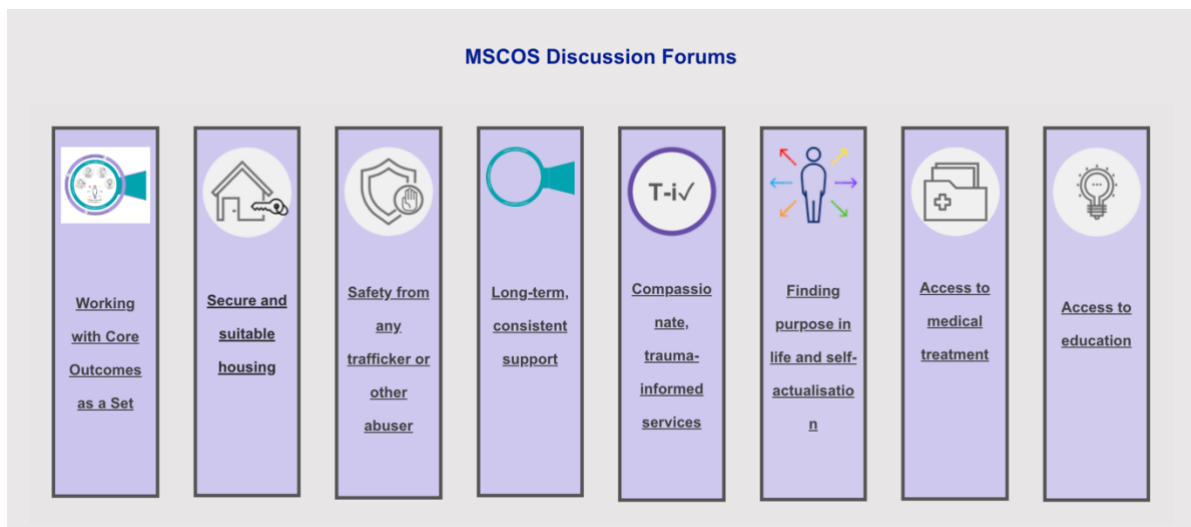 MSCOS Discussion Forums
Working
with Core
Outcomes
as a Set
Secure and
suitable
housing
Safety from
any
trafficker or
other
abuser
Long-term,
consistent
support
T-i✓
Compassio
nate,
trauma-
informed
services
Finding
purpose in
life and self-
actualisatio
n
Access to
medical
treatment
Access to
education